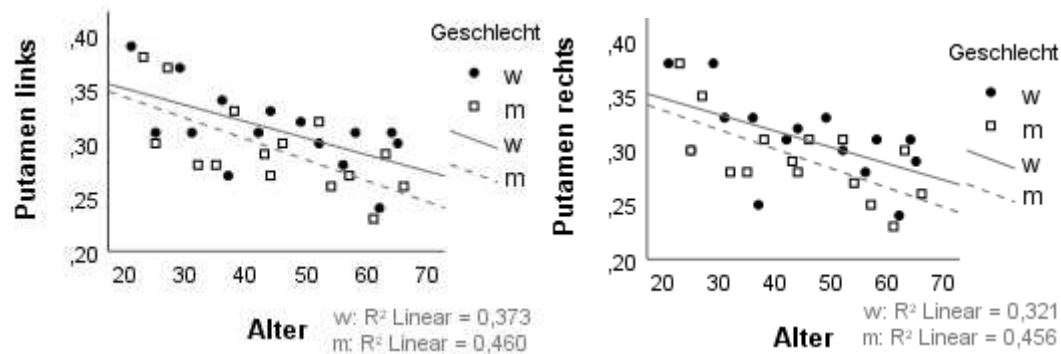 Putamen links
,40
,35
,30
,25
,20
20 30 40 50 60 70
Alter
Geschlecht
w
m
w
m
w: R² Linear = 0,373
m: R² Linear = 0,460
Putamen rechts
,40
,35
,30
,25
,20
20 30 40 50 60 70
Alter
Geschlecht
w
m
w
m
w: R² Linear = 0,321
m: R² Linear = 0,456